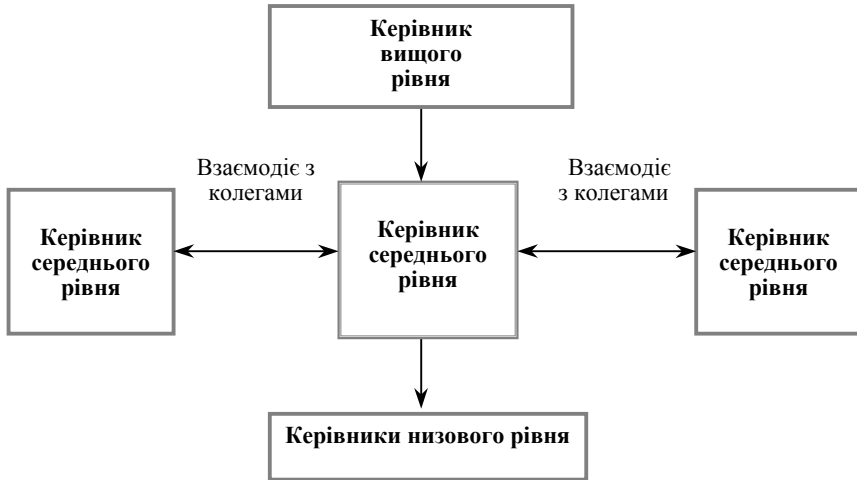 Керівник
вищого
рівня
Взаємодіє з
колегами
Взаємодіє
з колегами
Керівник
середнього
рівня
Керівник
середнього
рівня
Керівник
середнього
рівня
Керівники низового рівня